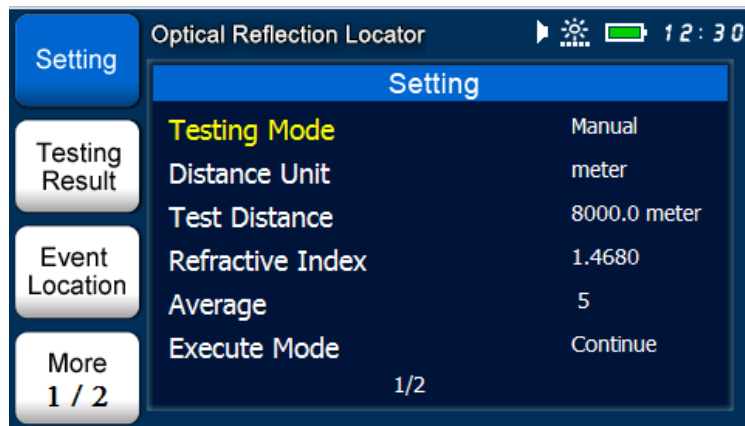 Optical Reflection Locator 12:30
Setting
Testing
Result
Event
Location
More
1 / 2
Setting
Testing Mode Manual
Distance Unit meter
Test Distance 8000.0 meter
Refractive Index 1.4680
Average 5
Execute Mode Continue
1/2